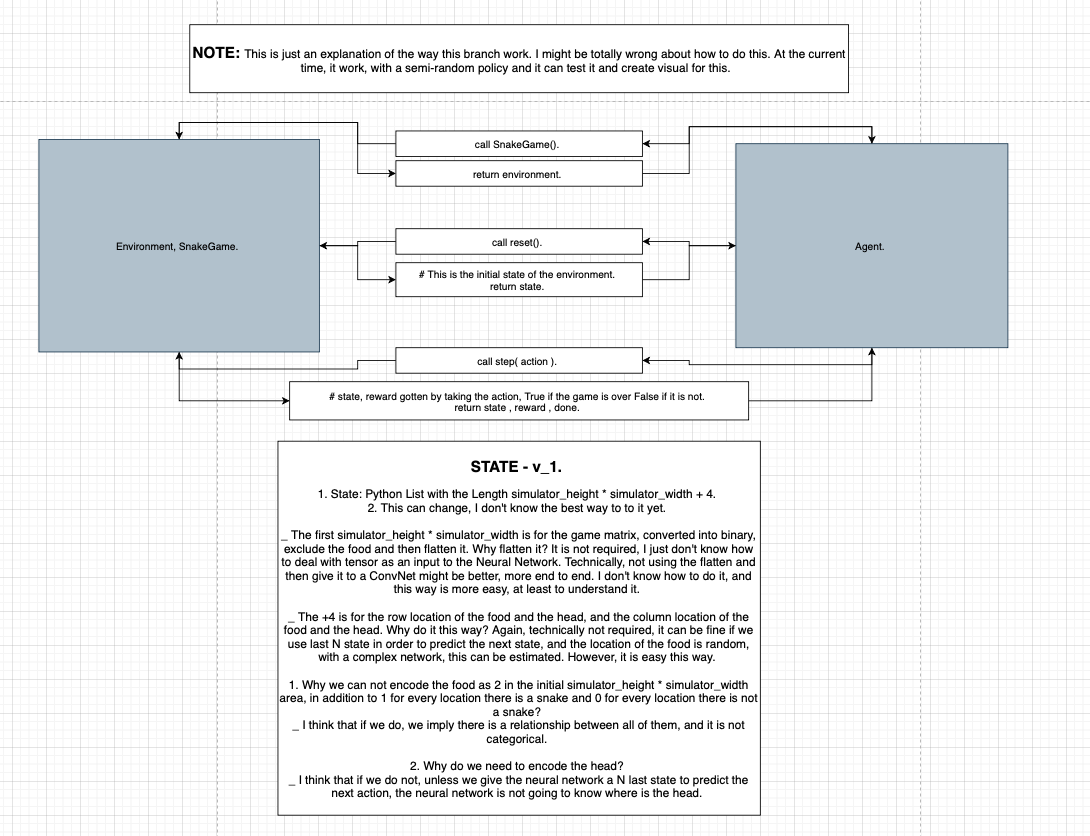 NOTE: This is just an explanation of the way this branch work. I might be totally wrong about how to do this. At the current
time, it work, with a semi-random policy and it can test it and create visual for this.
call SnakeGame().
return environment.
Environment, SnakeGame.
call reset().
Agent.
# This is the initial state of the environment.
return state.
call step( action ).
# state, reward gotten by taking the action, True if the game is over False if it is not.
return state , reward , done.
STATE - v_1.
1. State: Python List with the Length simulator_height * simulator_width + 4.
2. This can change, I don't know the best way to to it yet.
_ The first simulator_height * simulator_width is for the game matrix, converted into binary,
exclude the food and then flatten it. Why flatten it? It is not required, I just don't know how
to deal with tensor as an input to the Neural Network. Technically, not using the flatten and
then give it to a ConvNet might be better, more end to end. I don't know how to do it, and
this way is more easy, at least to understand it.
_ The +4 is for the row location of the food and the head, and the column location of the
food and the head. Why do it this way? Again, technically not required, it can be fine if we
use last N state in order to predict the next state, and the location of the food is random,
with a complex network, this can be estimated. However, it is easy this way.
1. Why we can not encode the food as 2 in the initial simulator_height * simulator_width
area, in addition to 1 for every location there is a snake and 0 for every location there is not
a snake?
_ I think that if we do, we imply there is a relationship between all of them, and it is not
categorical.
2. Why do we need to encode the head?
_ I think that if we do not, unless we give the neural network a N last state to predict the
next action, the neural network is not going to know where is the head.